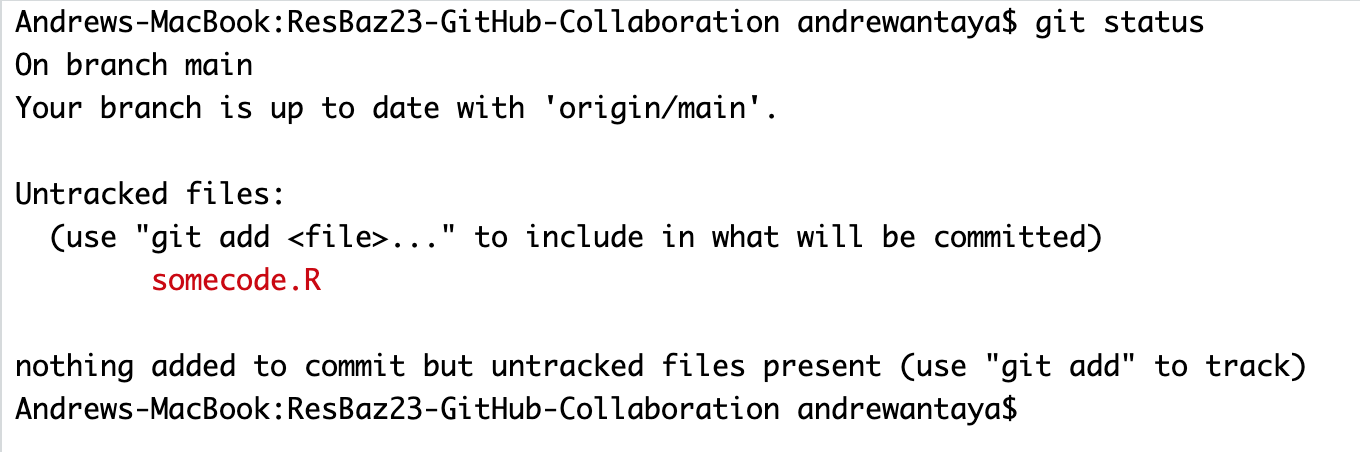 Andrews-MacBook:ResBaz23-GitHub-Collaboration andrewantaya$ git status
On branch main
Your branch is up to date with 'origin/main'.
Untracked files:
(use "git add <file>..." to include in what will be committed)
somecode.R
nothing added to commit but untracked files present (use "git add" to track)
Andrews-MacBook:ResBaz23-GitHub-Collaboration andrewantaya$